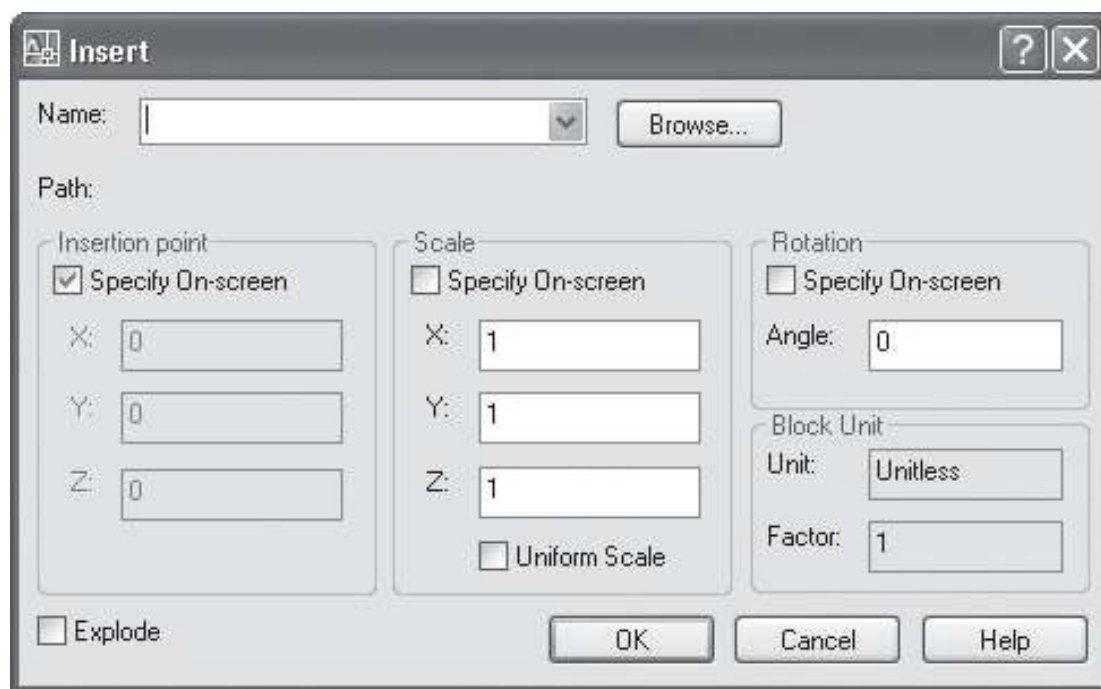 Insert
Name:
Browse...
Path:
Insertion point
Specify On-screen
X: 0
Y: 0
Z: 0
Scale
Specify On-screen
X: 1
Y: 1
Z: 1
Uniform Scale
Rotation
Specify On-screen
Angle: 0
Block Unit
Unit: Unitless
Factor: 1
Explode
OK
Cancel
Help